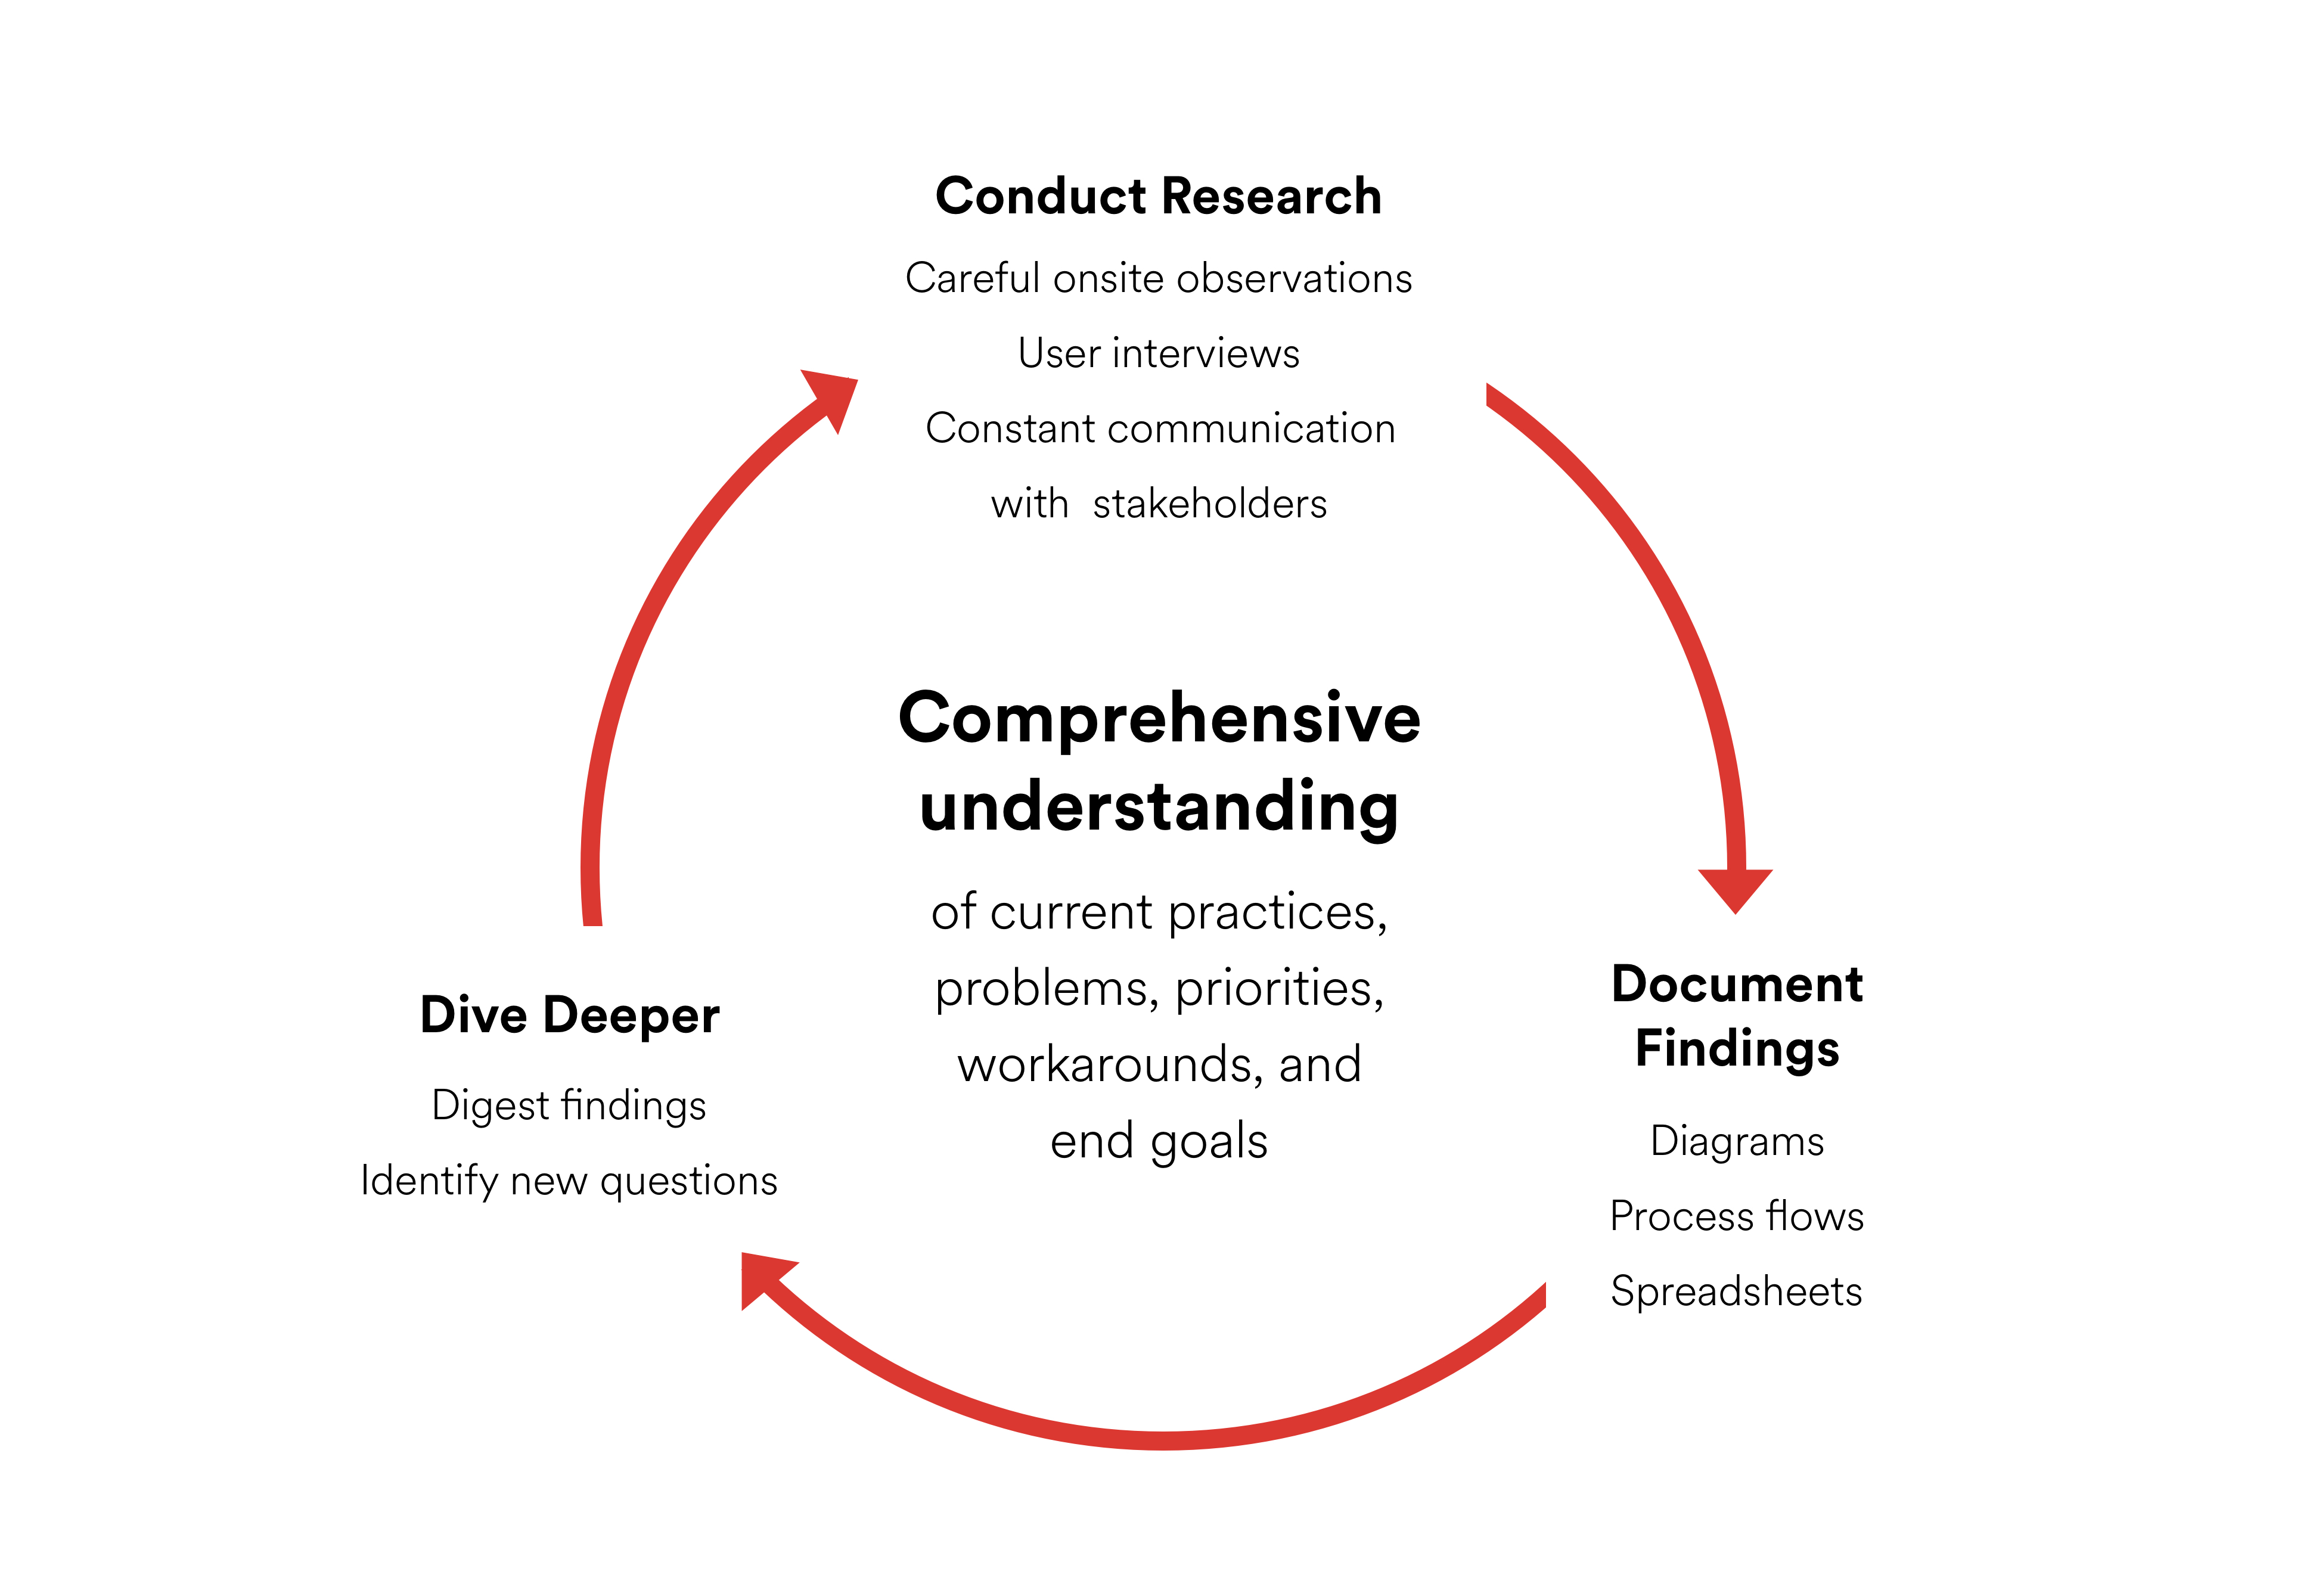 Conduct Research
Careful onsite observations
User interviews
Constant communication
with  stakeholders
Comprehensive
understanding
of current practices,
problems, priorities,
workarounds, and
end goals
Document
Findings
Diagrams
Process flows
Spreadsheets
Dive Deeper
Digest findings
Identify new questions